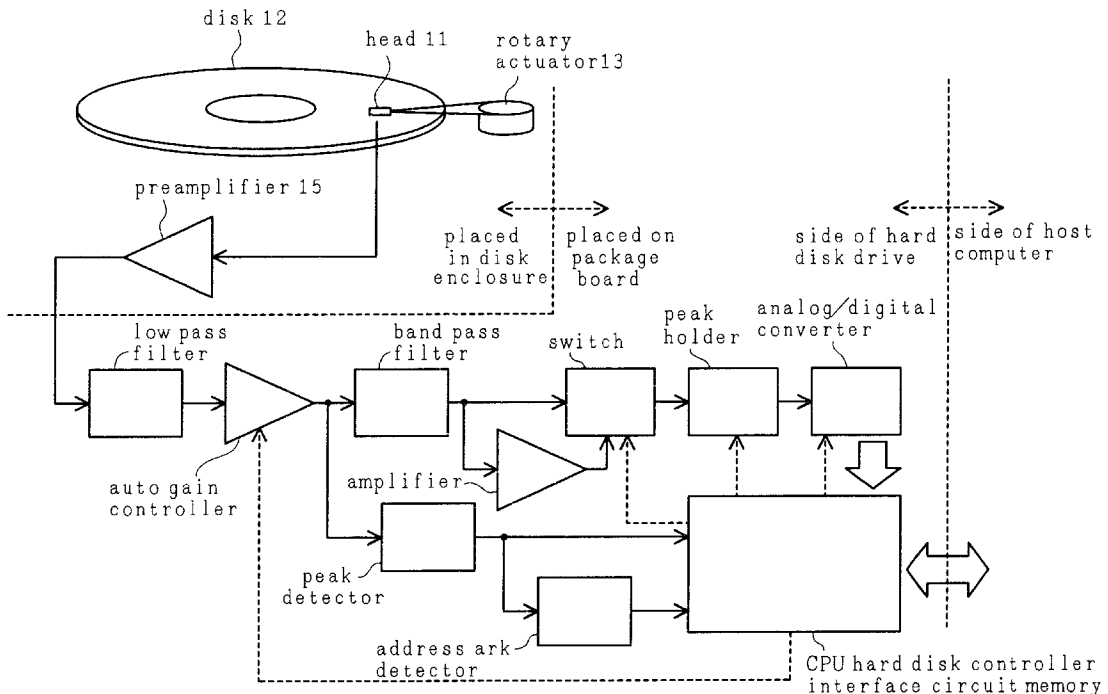 disk 12
head 11
rotary
actuator13
preamplifier 15
placed
in disk
enclosure
placed on
package
board
side of hard
disk drive
side of host
computer
low pass
filter
band pass
filter
switch
peak
holder
analog/digital
converter
auto gain
controller
amplifier
peak
detector
address ark
detector
CPU hard disk controller
interface circuit memory